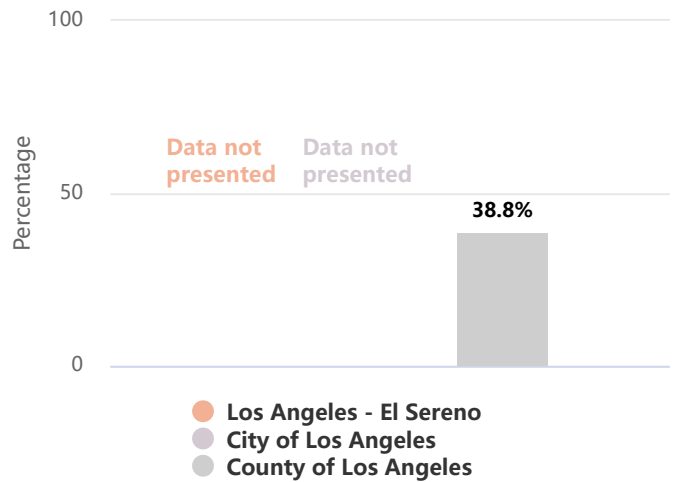 100
Percentage
Data not
presented
Data not
presented
50
38.8%
0
Los Angeles - El Sereno
City of Los Angeles
County of Los Angeles